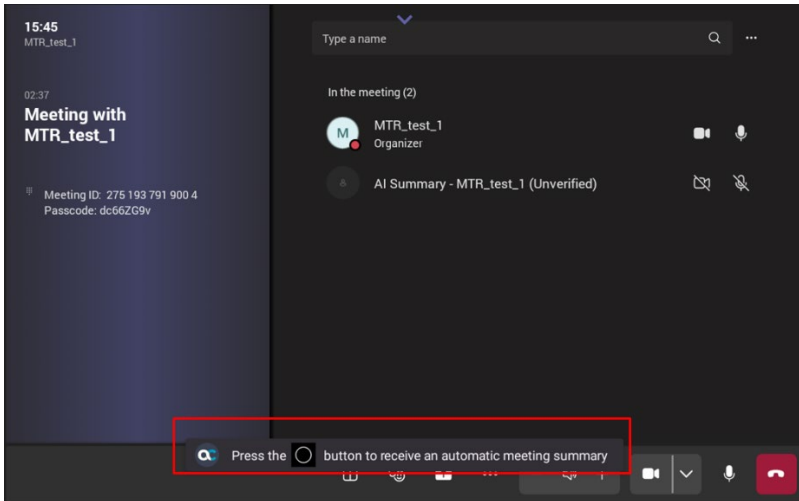 15:45
MTR_test_1
02:37
Meeting with
MTR_test_1
Meeting ID: 275 193 791 900 4
Passcode: dc66ZG9v
Type a name
In the meeting (2)
M
MTR_test_1
Organizer
AI Summary - MTR_test_1 (Unverified)
Press the button to receive an automatic meeting summary